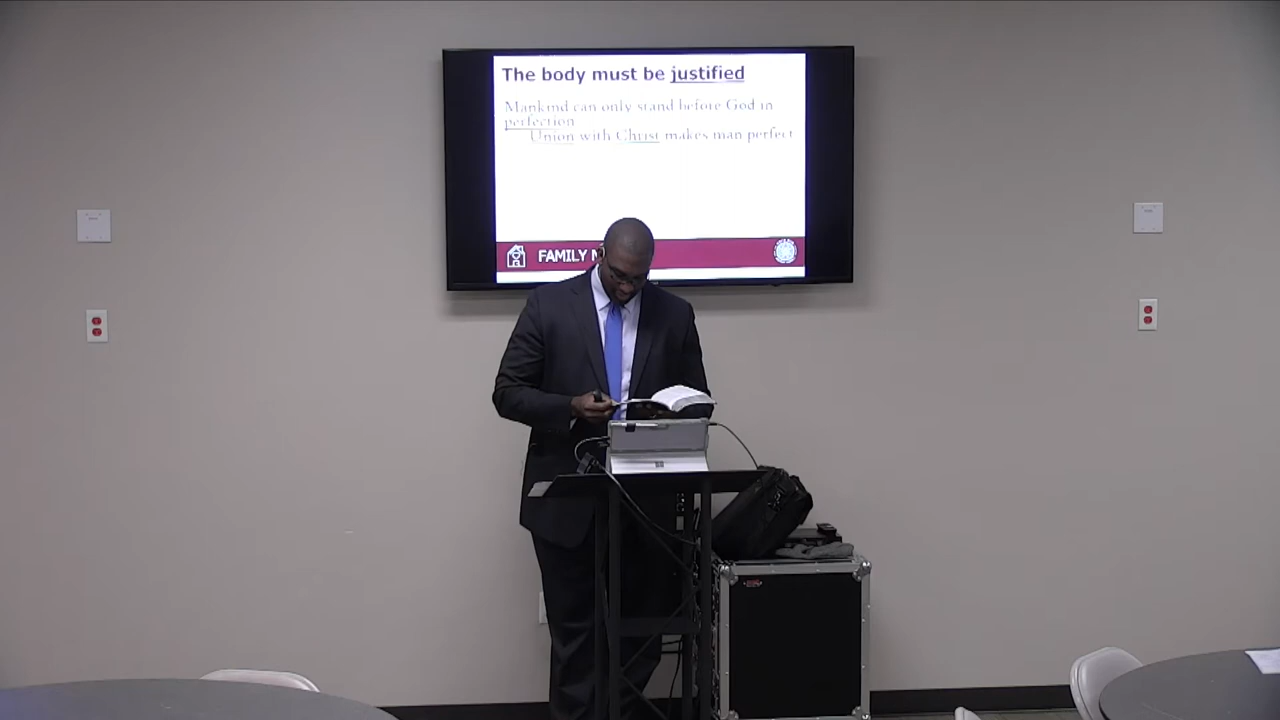 The body must be justified
Mankind can only stand before God in
perfection
Union with Christ makes man perfect
FAMILY